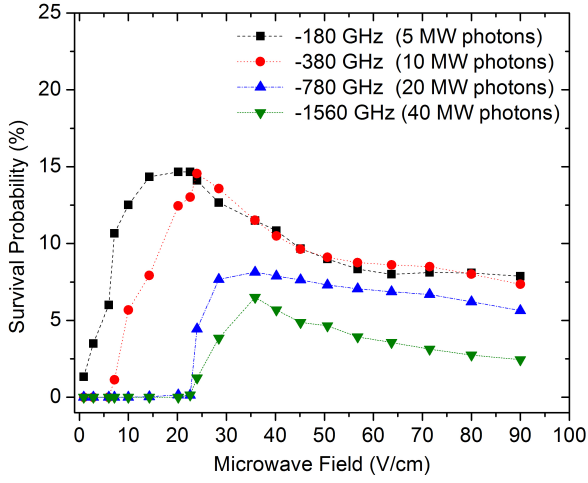 25
20
15
10
5
0
Survival Probability (%)
-180 GHz (5 MW photons)
-380 GHz (10 MW photons)
-780 GHz (20 MW photons)
-1560 GHz (40 MW photons)
0 10 20 30 40 50 60 70 80 90 100
Microwave Field (V/cm)